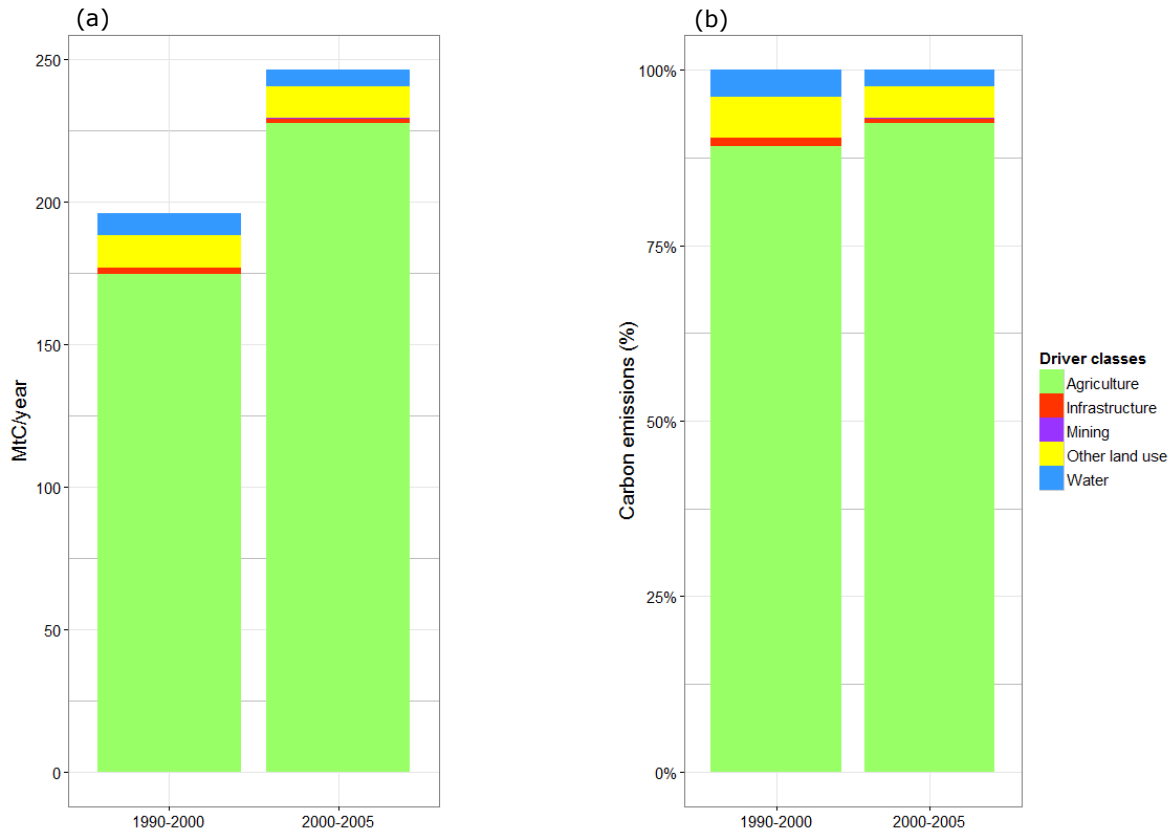 (a)
250
200
150
100
50
0
MtC/year
1990-2000
2000-2005
(b)
100%
75%
50%
25%
0%
Carbon emissions (%)
1990-2000
2000-2005
Driver classes
Agriculture
Infrastructure
Mining
Other land use
Water